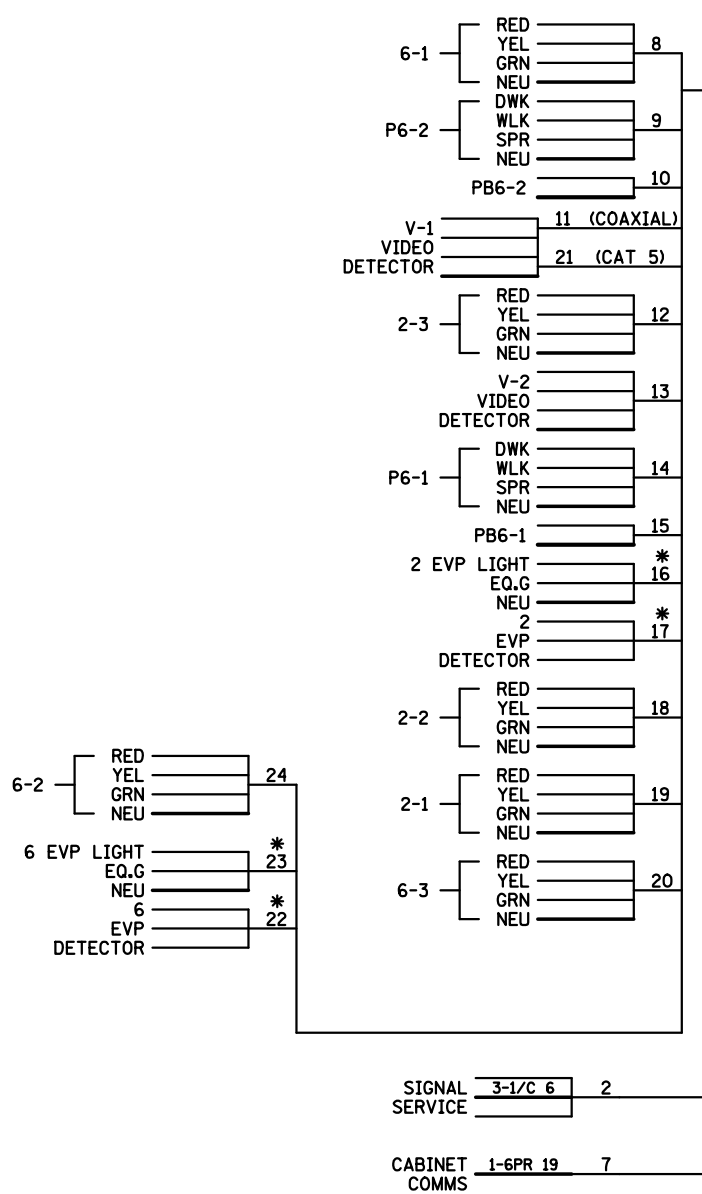 RED
YEL 8
6-1
GRN
NEU
DWK
WLK 9
P6-2
SPR
NEU
PB6-2 10
V-1 11 (COAXIAL)
VIDEO
DETECTOR 21 (CAT 5)
RED
YEL 12
2-3
GRN
NEU
V-2
VIDEO 13
DETECTOR
DWK
WLK 14
P6-1
SPR
NEU
PB6-1 15
2 EVP LIGHT *
EQ.G 16
NEU
2 *
EVP 17
DETECTOR
RED
YEL 18
2-2
GRN
NEU
RED
YEL 24
6-2
GRN
NEU
RED
YEL 19
2-1
GRN
NEU
6 EVP LIGHT *
EQ.G 23
NEU
6 *
EVP 22
DETECTOR
RED
YEL 20
6-3
GRN
NEU
SIGNAL 3-1/C 6 2
SERVICE
CABINET 1-6PR 19 7
COMMS